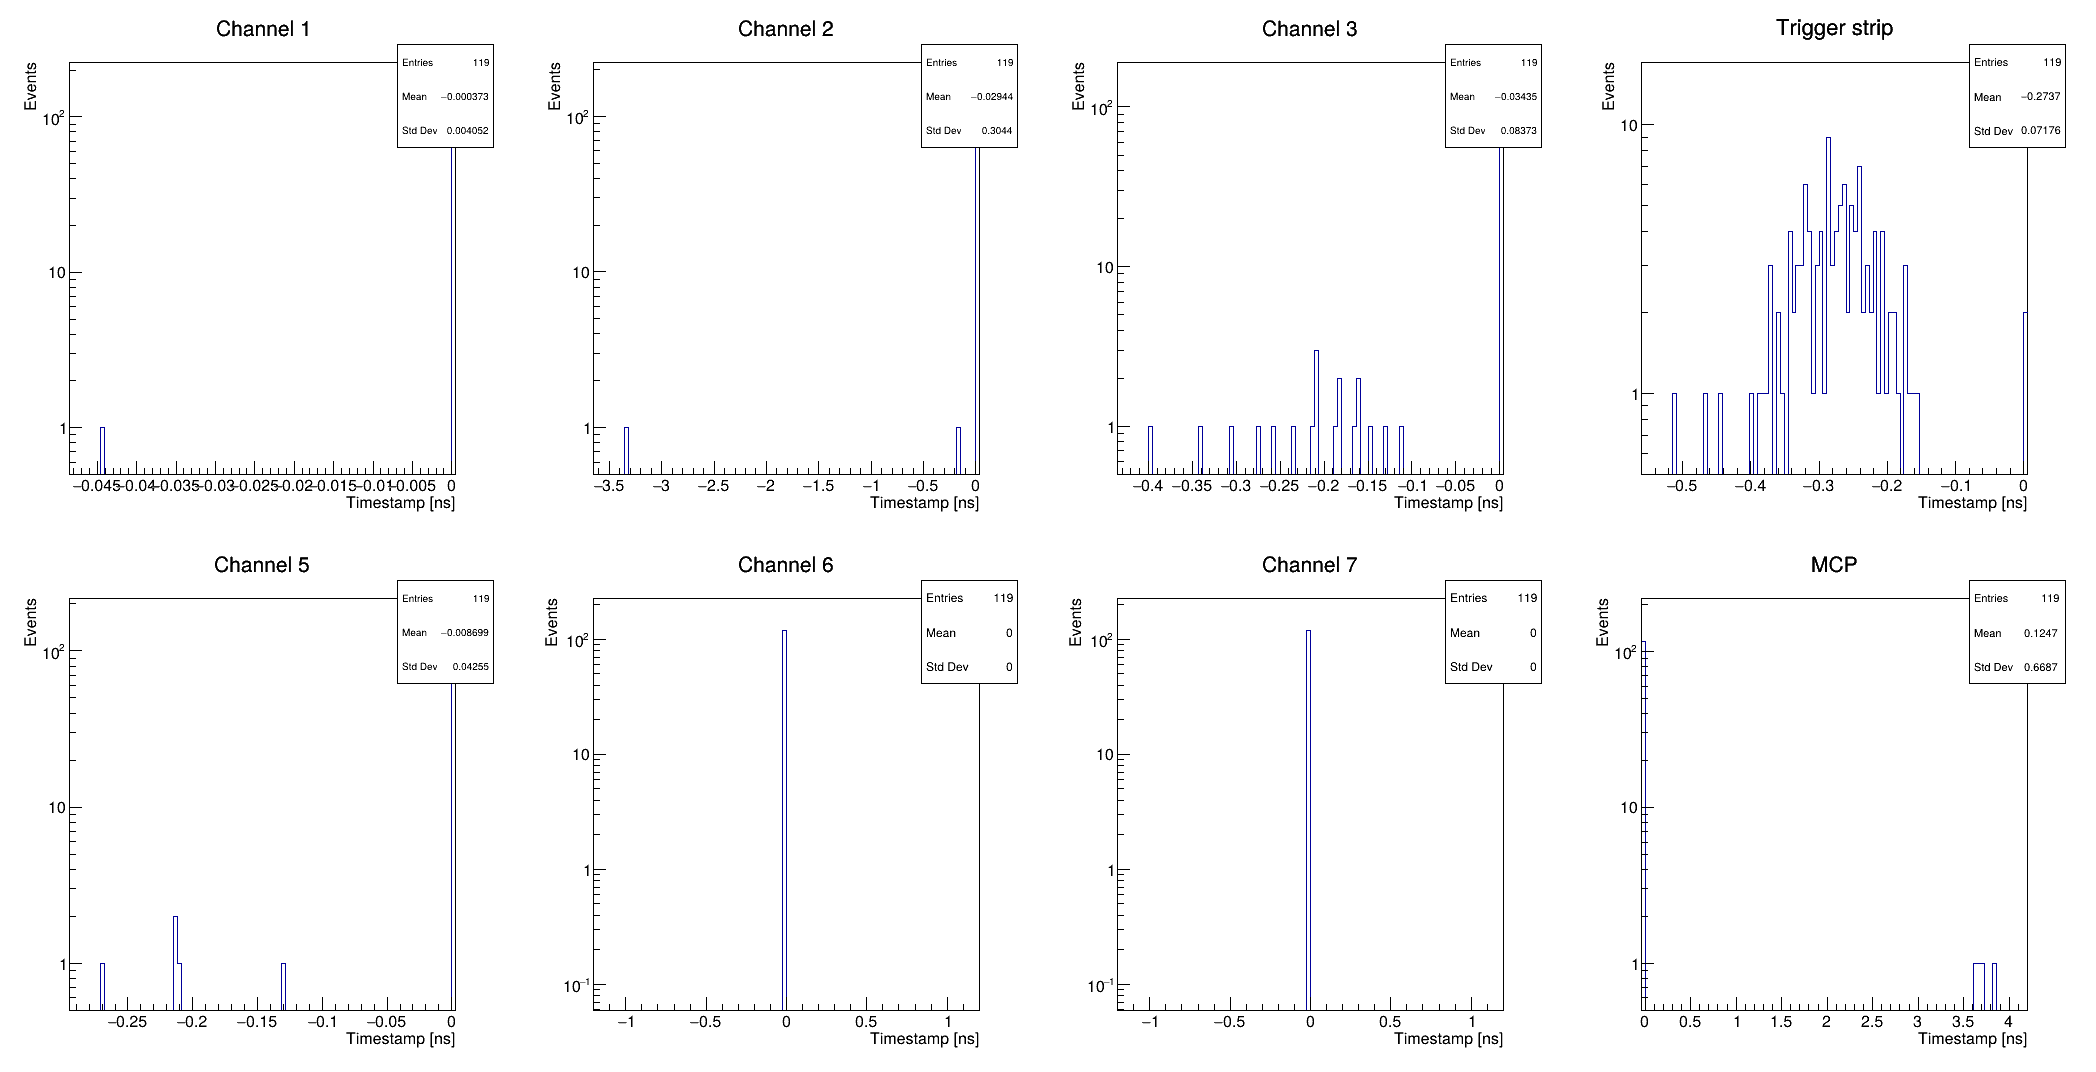 Channel 1
Events
Entries 119
Mean −0.000373
Std Dev 0.004052
10²
10
1
−0.045 −0.04 −0.035 −0.03 −0.025 −0.02 −0.015 −0.01 −0.005 0
Timestamp [ns]
Channel 2
Events
Entries 119
Mean −0.02944
Std Dev 0.3044
10²
10
1
−3.5 −3 −2.5 −2 −1.5 −1 −0.5 0
Timestamp [ns]
Channel 3
Events
Entries 119
Mean −0.03435
Std Dev 0.08373
10²
10
1
−0.4 −0.35 −0.3 −0.25 −0.2 −0.15 −0.1 −0.05 0
Timestamp [ns]
Trigger strip
Events
Entries 119
Mean −0.2737
Std Dev 0.07176
10
1
−0.5 −0.4 −0.3 −0.2 −0.1 0
Timestamp [ns]
Channel 5
Events
Entries 119
Mean −0.008699
Std Dev 0.04255
10²
10
1
−0.25 −0.2 −0.15 −0.1 −0.05 0
Timestamp [ns]
Channel 6
Events
Entries 119
Mean 0
Std Dev 0
10²
10
1
10⁻¹
−1 −0.5 0 0.5 1
Timestamp [ns]
Channel 7
Events
Entries 119
Mean 0
Std Dev 0
10²
10
1
10⁻¹
−1 −0.5 0 0.5 1
Timestamp [ns]
MCP
Events
Entries 119
Mean 0.1247
Std Dev 0.6687
10²
10
1
0 0.5 1 1.5 2 2.5 3 3.5 4
Timestamp [ns]